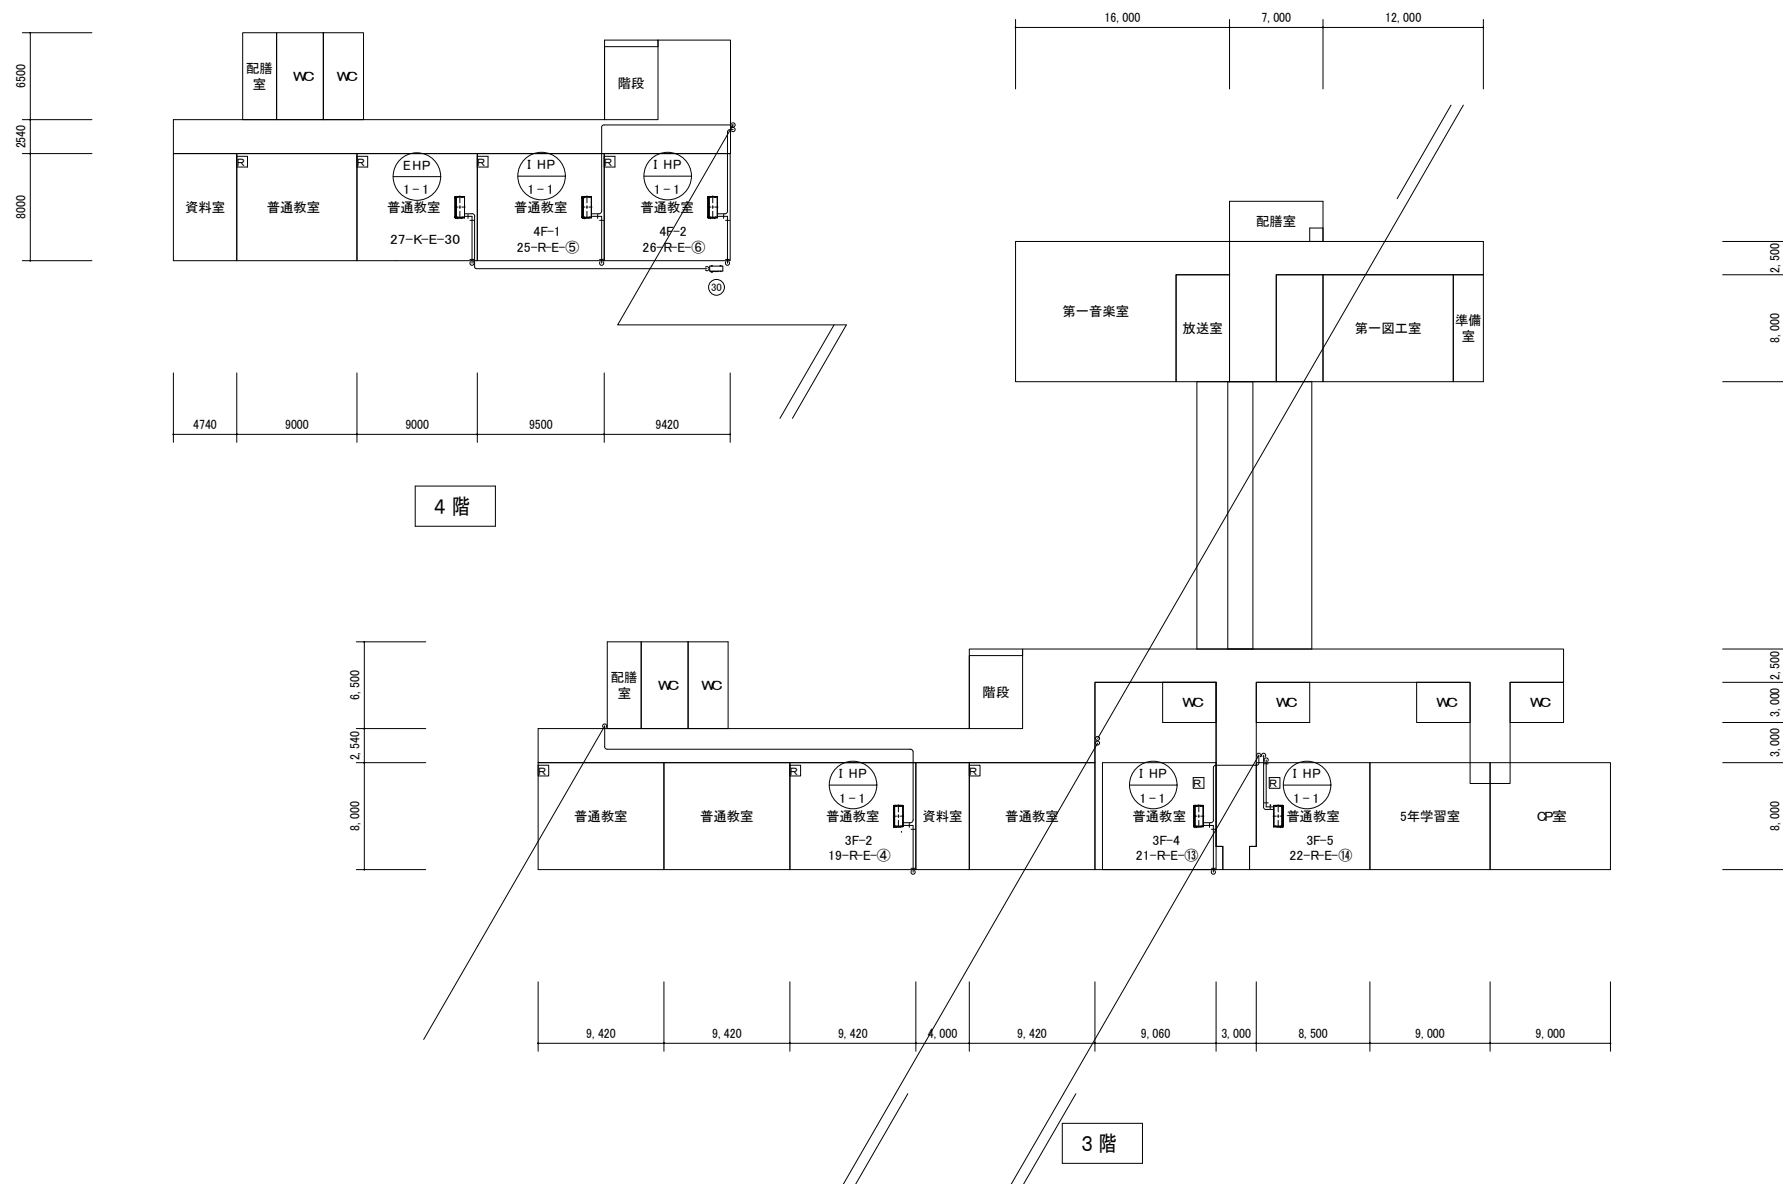 16,000
7,000
12,000
6500
2540
8000
配膳
室
WC
WC
階段
R
R
R
R
EHP
1-1
I HP
1-1
I HP
1-1
資料室
普通教室
普通教室
27-K-E-30
普通教室
4F-1
25-R-E-⑤
普通教室
4F-2
26-R-E-⑥
㉚
4740
9000
9000
9500
9420
4 階
配膳室
第一音楽室
放送室
第一図工室
準備
室
2,500
8,000
6,500
2,540
8,000
配膳
室
WC
WC
階段
WC
WC
WC
WC
2,500
3,000
3,000
8,000
R
R
R
R
R
I HP
1-1
I HP
1-1
I HP
1-1
普通教室
普通教室
普通教室
3F-2
19-R-E-④
資料室
普通教室
普通教室
3F-4
21-R-E-⑬
普通教室
3F-5
22-R-E-⑭
5年学習室
CP室
9,420
9,420
9,420
4,000
9,420
9,060
3,000
8,500
9,000
9,000
3 階